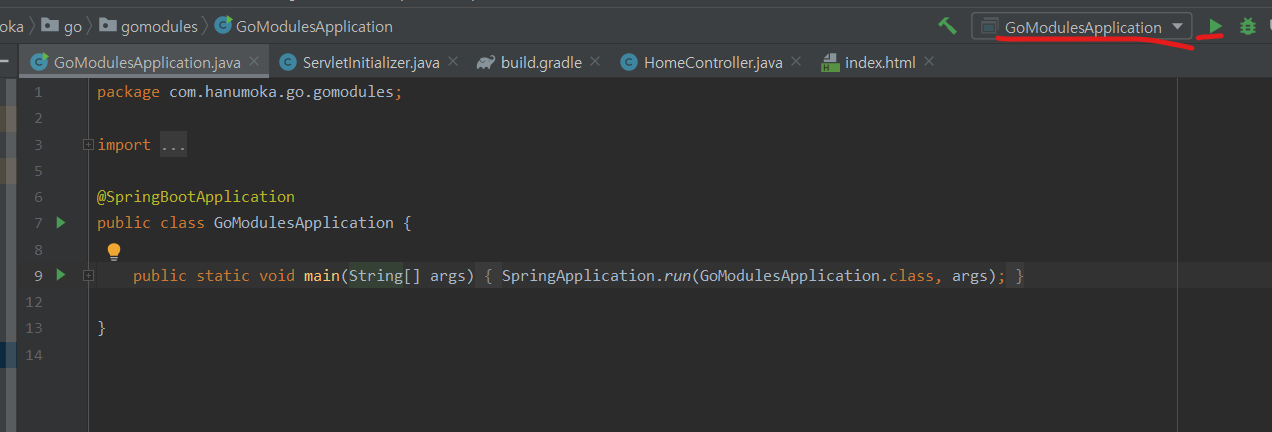 oka go gomodules GoModulesApplication GoModulesApplication
GoModulesApplication.java ServletInitializer.java build.gradle HomeController.java index.html
1 package com.hanumoka.go.gomodules;
2
3 import ...
5
6 @SpringBootApplication
7 public class GoModulesApplication {
8
9 public static void main(String[] args) { SpringApplication.run(GoModulesApplication.class, args); }
12
13 }
14